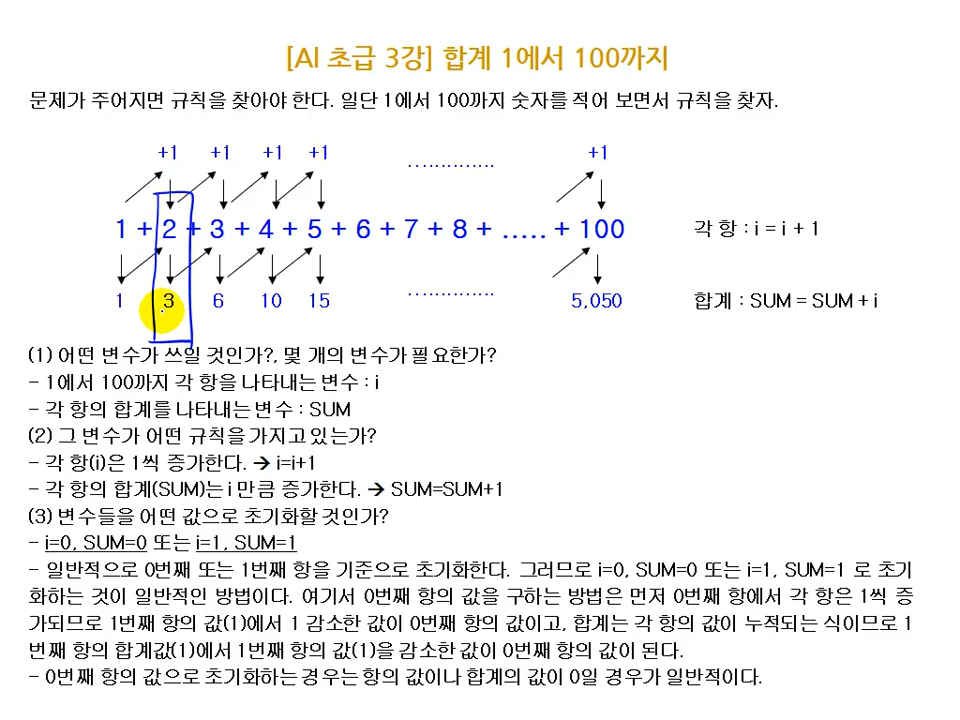 [AI 초급 3강] 합계 1에서 100까지
문제가 주어지면 규칙을 찾아야 한다. 일단 1에서 100까지 숫자를 적어 보면서 규칙을 찾자.
+1 +1 +1 +1 ............. +1
1 + 2 + 3 + 4 + 5 + 6 + 7 + 8 + ..... + 100 각 항 : i = i + 1
1 3 6 10 15 ............. 5,050 합계 : SUM = SUM + i
(1) 어떤 변수가 쓰일 것인가?, 몇 개의 변수가 필요한가?
- 1에서 100까지 각 항을 나타내는 변수 : i
- 각 항의 합계를 나타내는 변수 : SUM
(2) 그 변수가 어떤 규칙을 가지고 있는가?
- 각 항(i)은 1씩 증가한다. → i=i+1
- 각 항의 합계(SUM)는 i 만큼 증가한다. → SUM=SUM+1
(3) 변수들을 어떤 값으로 초기화할 것인가?
- i=0, SUM=0 또는 i=1, SUM=1
- 일반적으로 0번째 또는 1번째 항을 기준으로 초기화한다. 그러므로 i=0, SUM=0 또는 i=1, SUM=1 로 초기
화하는 것이 일반적인 방법이다. 여기서 0번째 항의 값을 구하는 방법은 먼저 0번째 항에서 각 항은 1씩 증
가되므로 1번째 항의 값(1)에서 1 감소한 값이 0번째 항의 값이고, 합계는 각 항의 값이 누적되는 식이므로 1
번째 항의 합계값(1)에서 1번째 항의 값(1)을 감소한 값이 0번째 항의 값이 된다.
- 0번째 항의 값으로 초기화하는 경우는 항의 값이나 합계의 값이 0일 경우가 일반적이다.